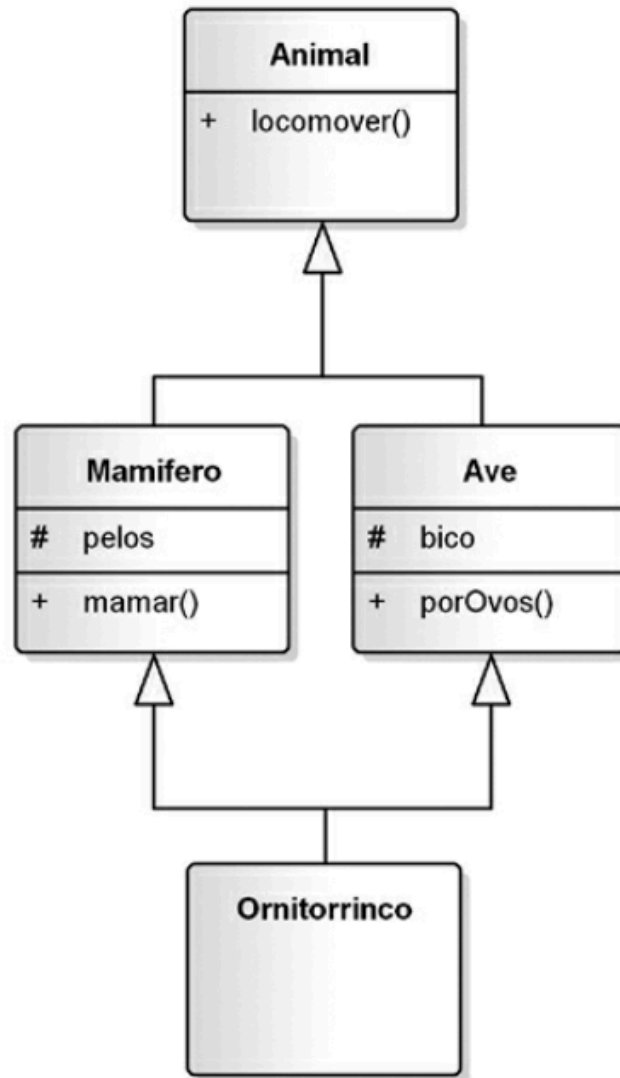 Animal
+ locomover()
Mamifero
# pelos
+ mamar()
Ave
# bico
+ porOvos()
Ornitorrinco